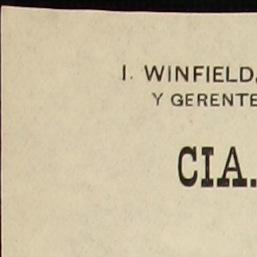 I. WINFIELD,
Y GERENTE
CIA.